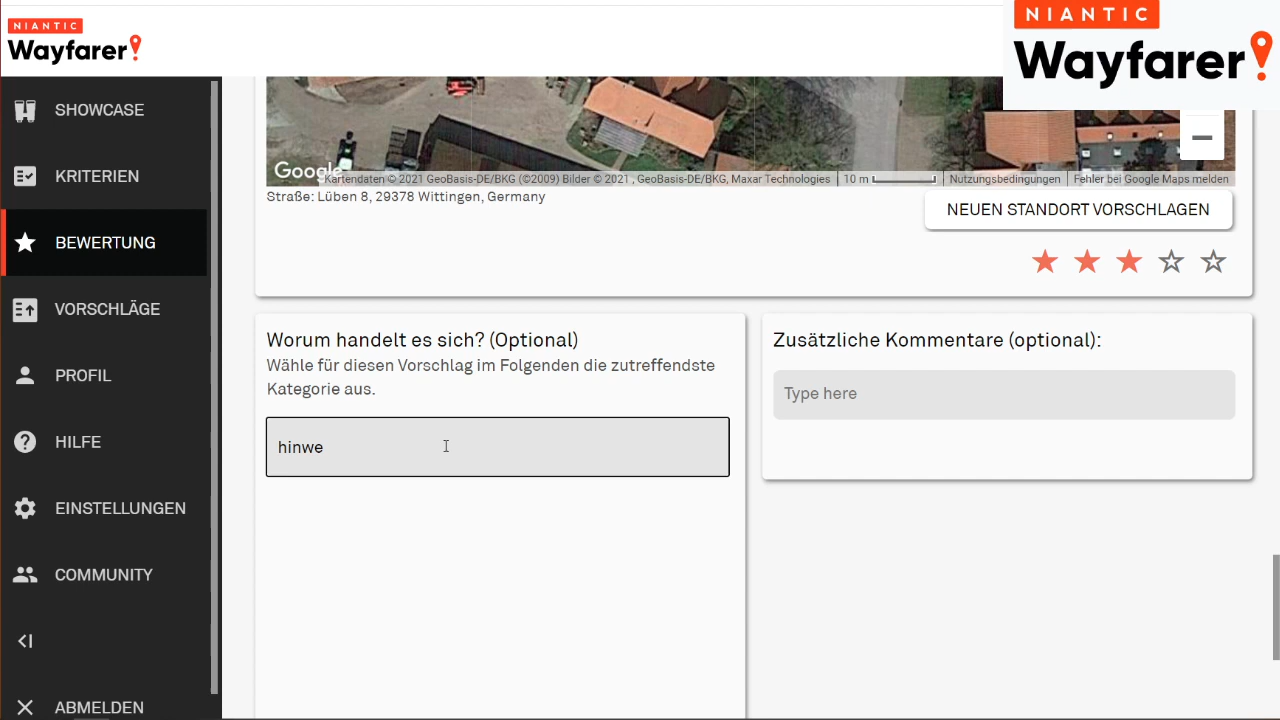 NIANTIC
Wayfarer
NIANTIC
Wayfarer
SHOWCASE
KRITERIEN
BEWERTUNG
VORSCHLÄGE
PROFIL
HILFE
EINSTELLUNGEN
COMMUNITY
ABMELDEN
Google
Kartendaten © 2021 GeoBasis-DE/BKG (©2009) Bilder © 2021 , GeoBasis-DE/BKG, Maxar Technologies
10 m
Nutzungsbedingungen
Fehler bei Google Maps melden
Straße: Lüben 8, 29378 Wittingen, Germany
NEUEN STANDORT VORSCHLAGEN
Worum handelt es sich? (Optional)
Wähle für diesen Vorschlag im Folgenden die zutreffendste
Kategorie aus.
hinwe
Zusätzliche Kommentare (optional):
Type here